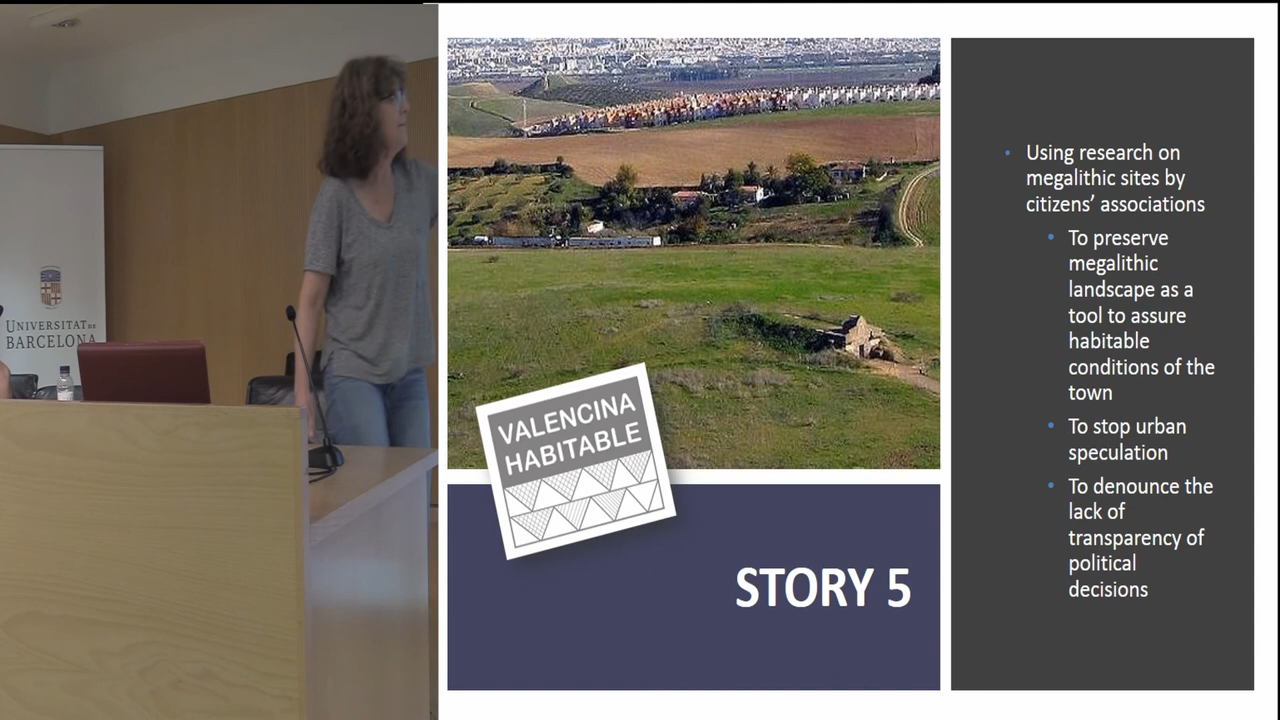 UNIVERSITAT DE
BARCELONA
VALENCINA
HABITABLE
STORY 5
• Using research on
megalithic sites by
citizens’ associations
• To preserve
megalithic
landscape as a
tool to assure
habitable
conditions of the
town
• To stop urban
speculation
• To denounce the
lack of
transparency of
political
decisions